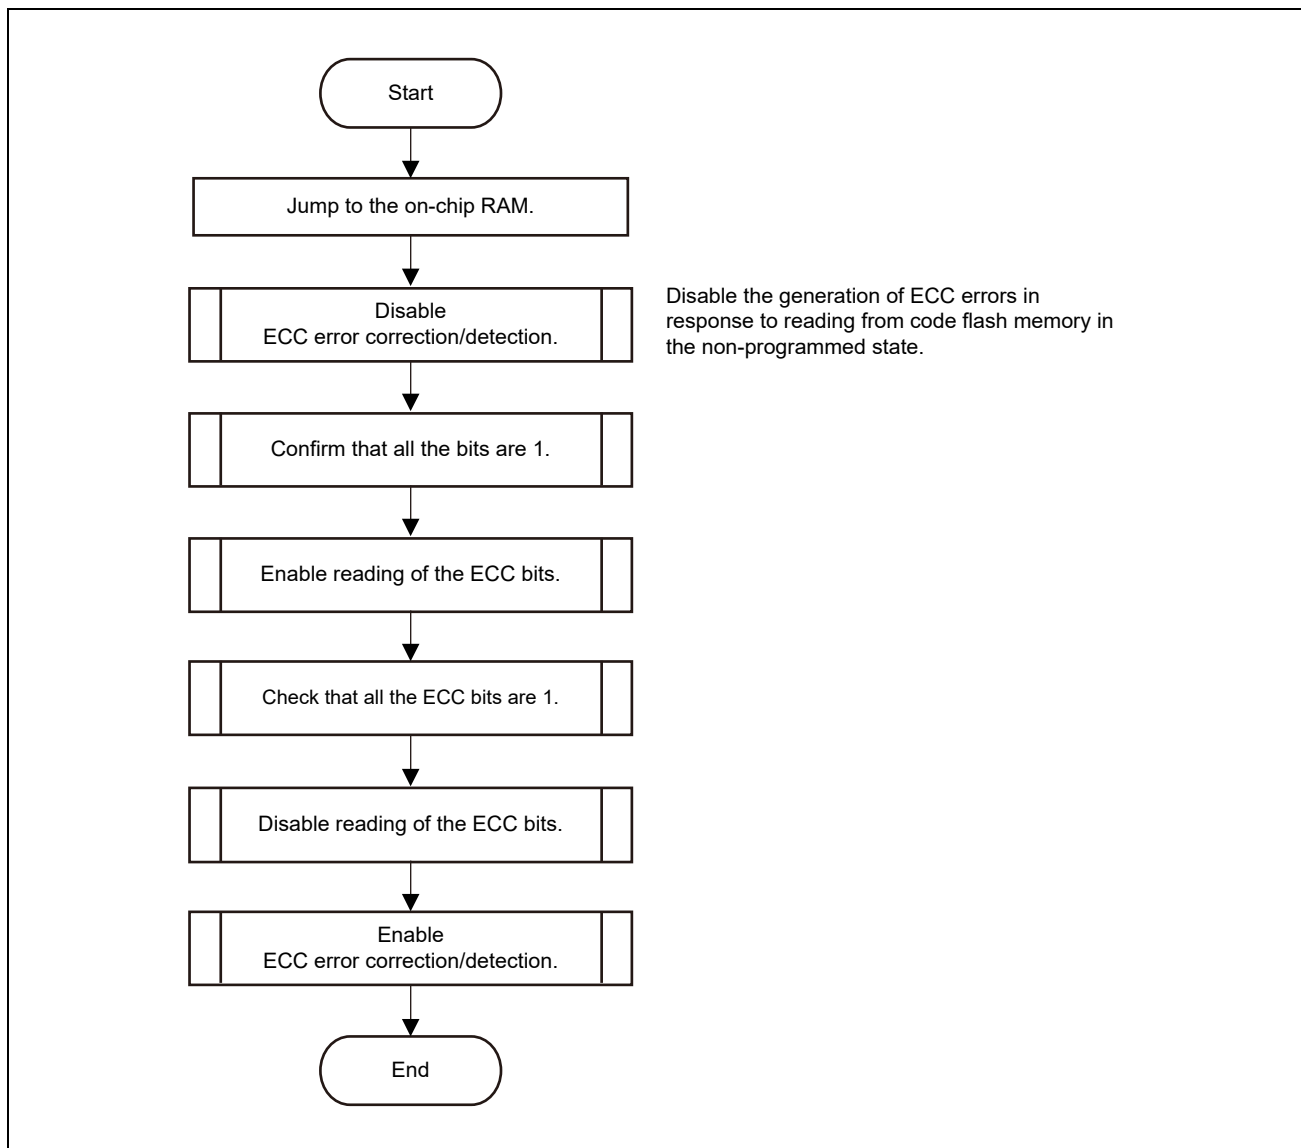 Start
Jump to the on-chip RAM.
Disable
ECC error correction/detection.
Disable the generation of ECC errors in
response to reading from code flash memory in
the non-programmed state.
Confirm that all the bits are 1.
Enable reading of the ECC bits.
Check that all the ECC bits are 1.
Disable reading of the ECC bits.
Enable
ECC error correction/detection.
End